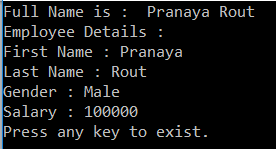 Full Name is :  Pranaya Rout
Employee Details :
First Name : Pranaya
Last Name : Rout
Gender : Male
Salary : 100000
Press any key to exist.